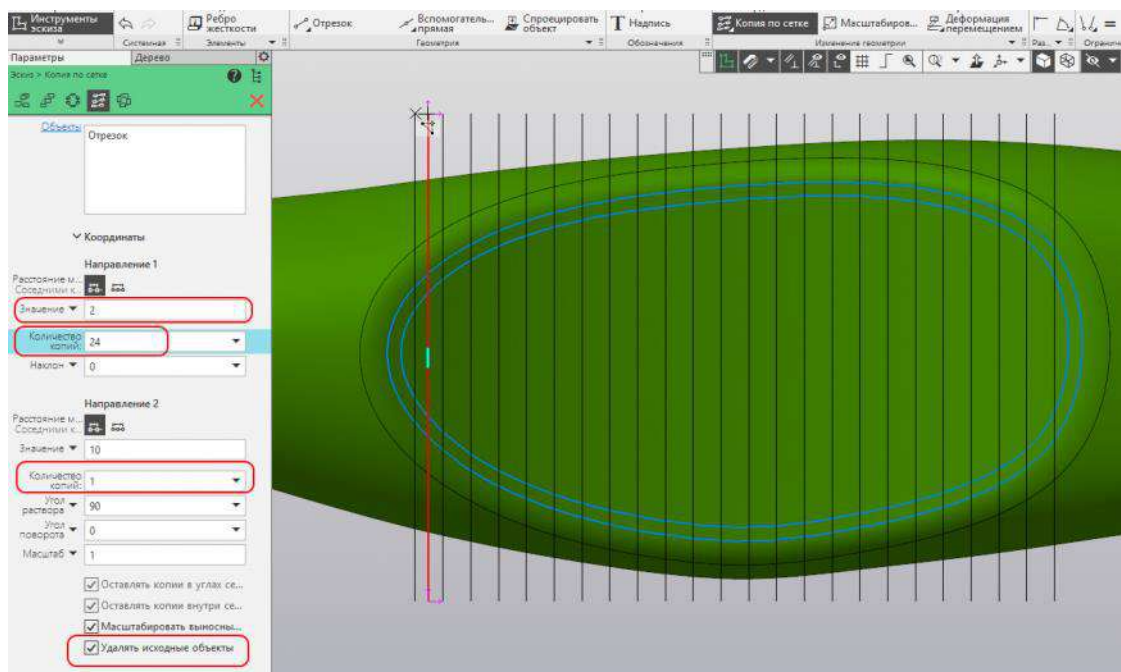 Инструменты
эскиза
Ребро
жесткости
Отрезок
Вспомогатель...
прямая
Спроецировать
объект
Надпись
Копия по сетке
Масштабиров...
Деформация
перемещением
Системная
Элементы
Геометрия
Обозначения
Изменение геометрии
Раз...
Ограничен
Параметры
Дерево
Эскиз > Копия по сетке
Объекты
Отрезок
Координаты
Направление 1
Расстояние м...
Соседними к...
Значение
2
Количество
копий:
24
Наклон
0
Направление 2
Расстояние м...
Соседними к...
Значение
10
Количество
копий:
1
Угол
раствора
90
Угол
поворота
0
Масштаб
1
Оставлять копии в углах се...
Оставлять копии внутри се...
Масштабировать выносны...
Удалять исходные объекты